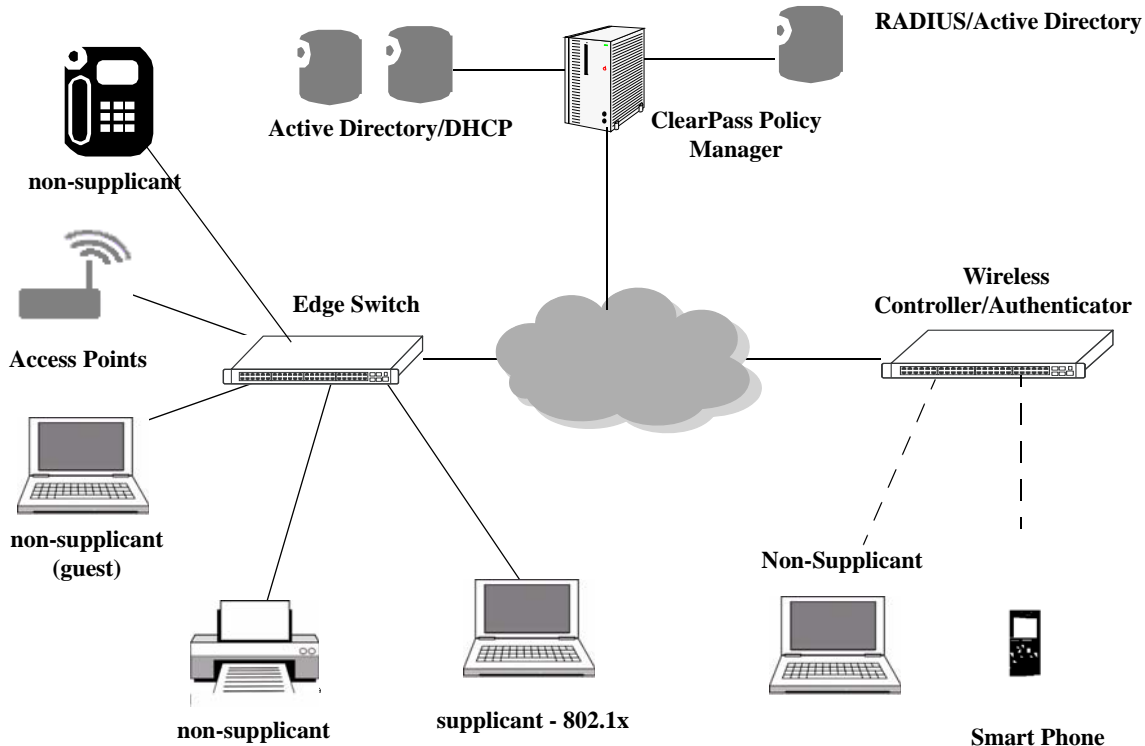 RADIUS/Active Directory
Active Directory/DHCP
ClearPass Policy
Manager
non-supplicant
Edge Switch
Wireless
Controller/Authenticator
Access Points
non-supplicant
(guest)
Non-Supplicant
non-supplicant
supplicant - 802.1x
Smart Phone